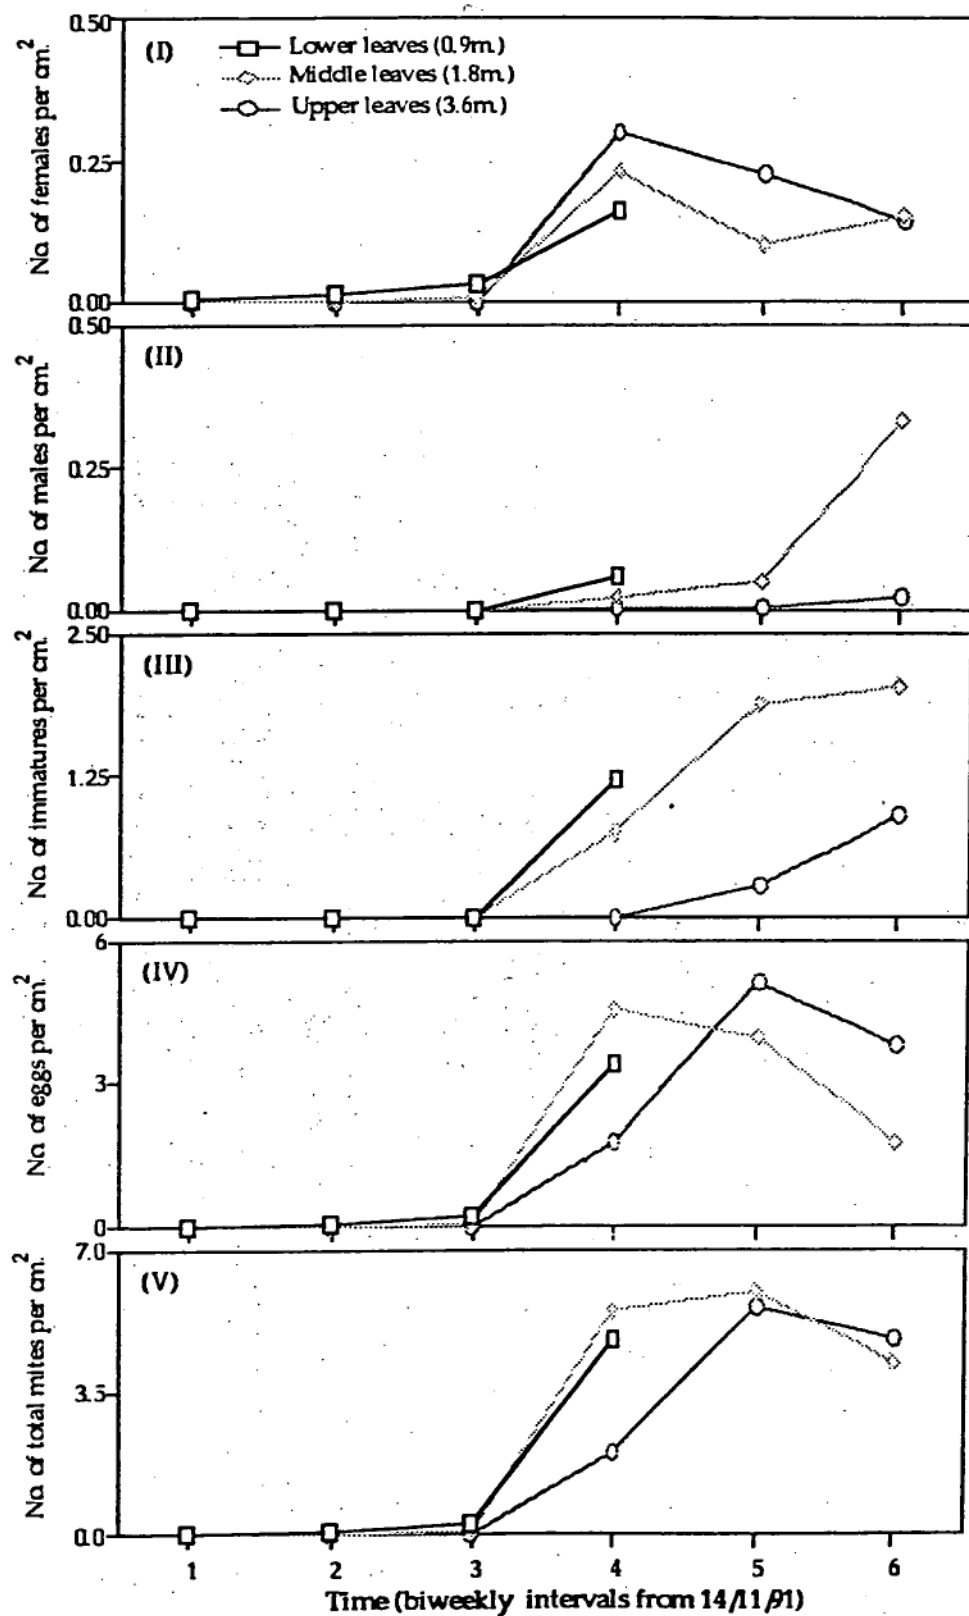 0.50
(I)
Lower leaves (0.9m.)
Middle leaves (1.8m.)
Upper leaves (3.6m.)
0.25
0.00
No. of females per cm.2
0.50
(II)
0.25
0.00
No. of males per cm.2
2.50
(III)
1.25
0.00
No. of immatures per cm.2
6
(IV)
3
0
No. of eggs per cm.2
7.0
(V)
3.5
0.0
No. of total mites per cm.2
1 2 3 4 5 6
Time (biweekly intervals from 14/11/91)